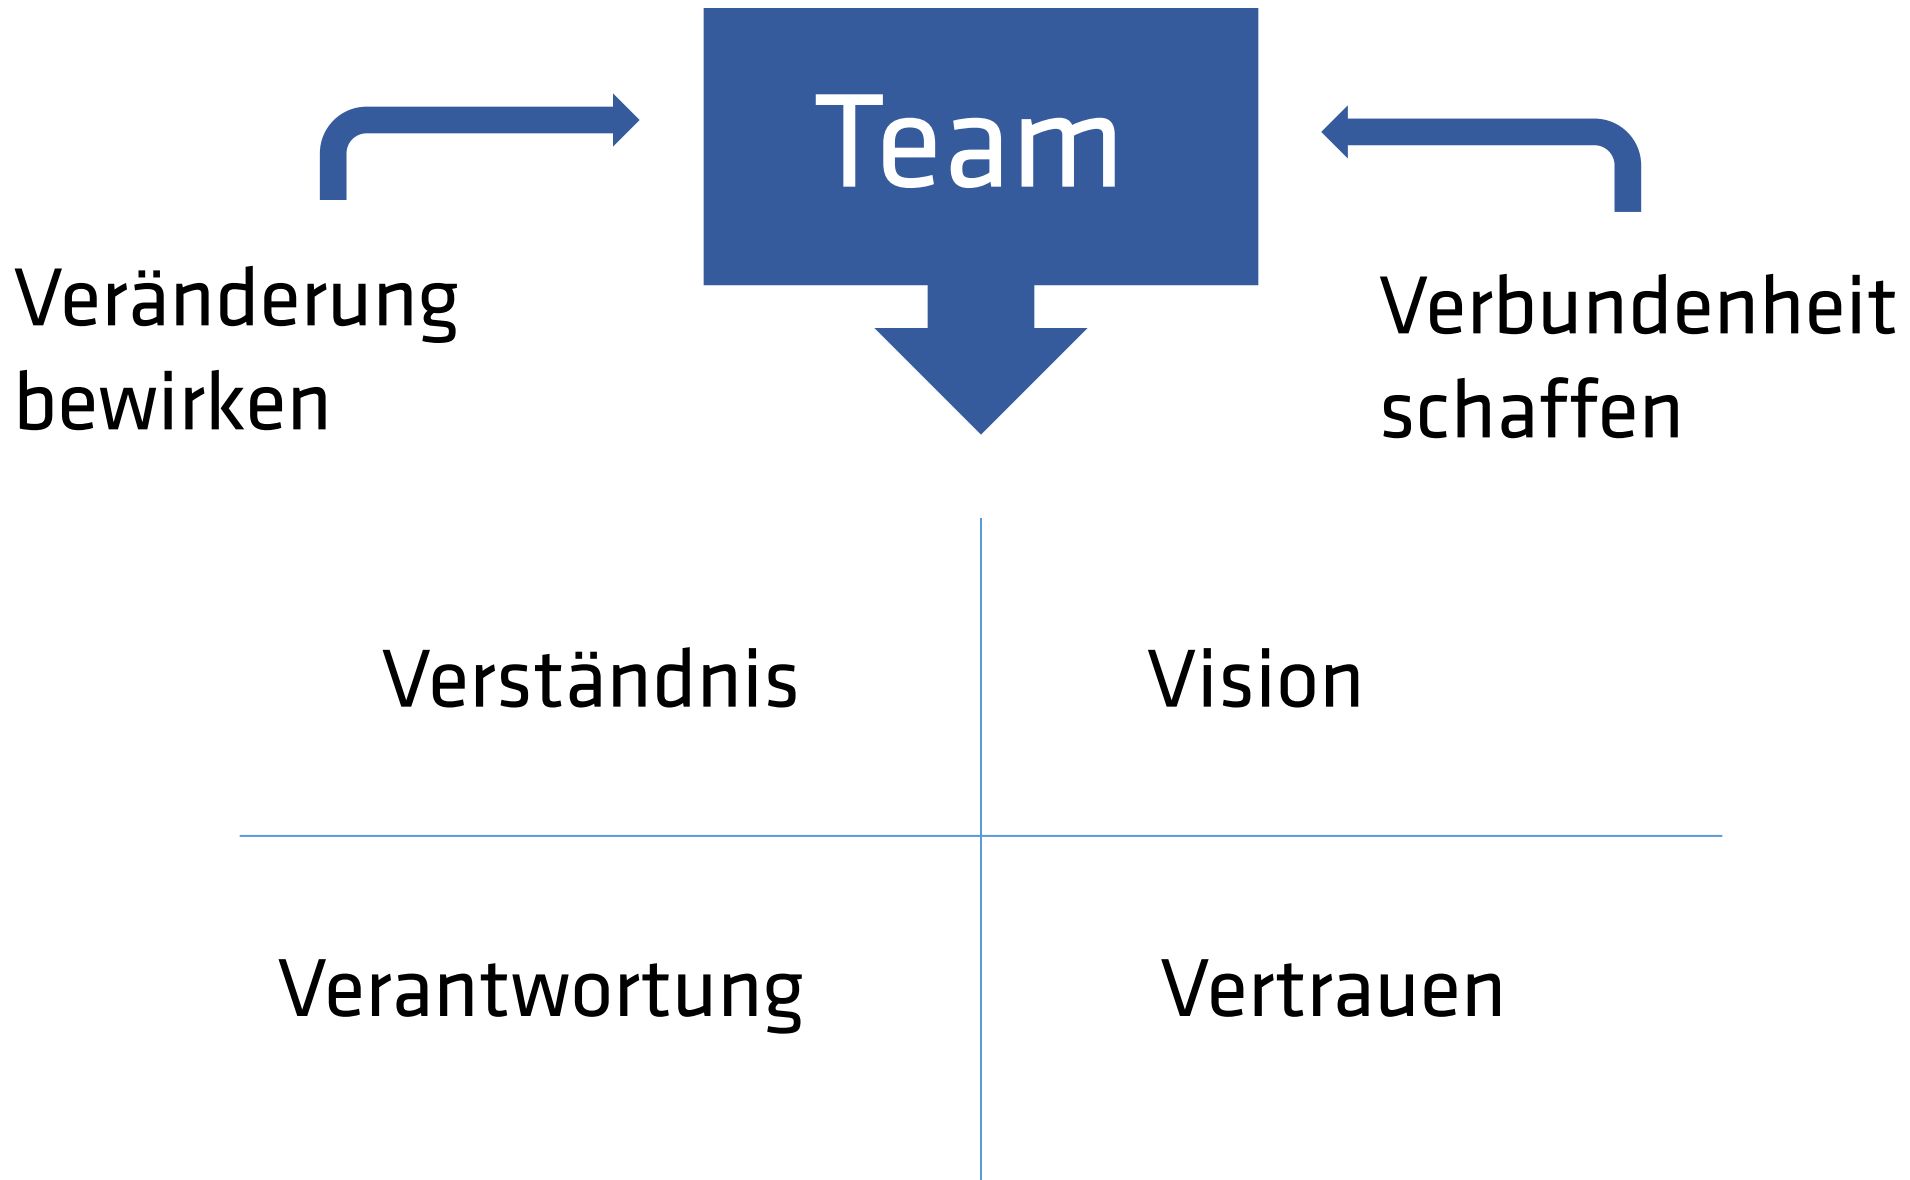 Team
Veränderung
bewirken
Verbundenheit
schaffen
Verständnis
Vision
Verantwortung
Vertrauen